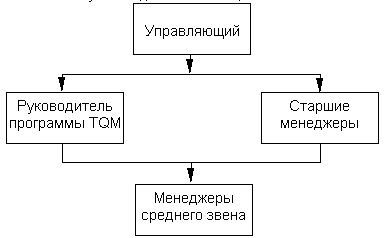 Управляющий
Руководитель
программы TQM
Старшие
менеджеры
Менеджеры
среднего звена